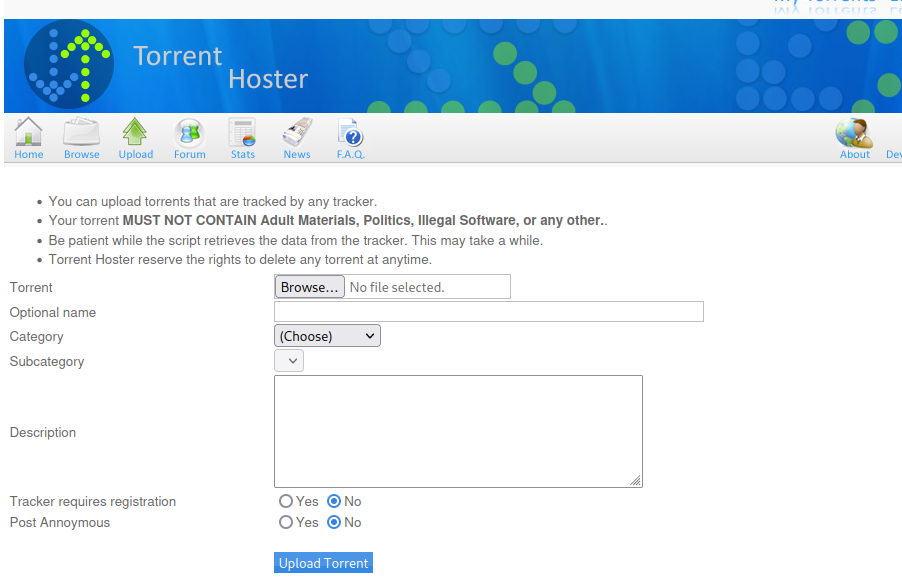 My Torrents
Torrent
Hoster
Home Browse Upload Forum Stats News F.A.Q. About
You can upload torrents that are tracked by any tracker.
Your torrent MUST NOT CONTAIN Adult Materials, Politics, Illegal Software, or any other..
Be patient while the script retrieves the data from the tracker. This may take a while.
Torrent Hoster reserve the rights to delete any torrent at anytime.
Torrent Browse... No file selected.
Optional name
Category (Choose)
Subcategory
Description
Tracker requires registration Yes No
Post Annoymous Yes No
Upload Torrent